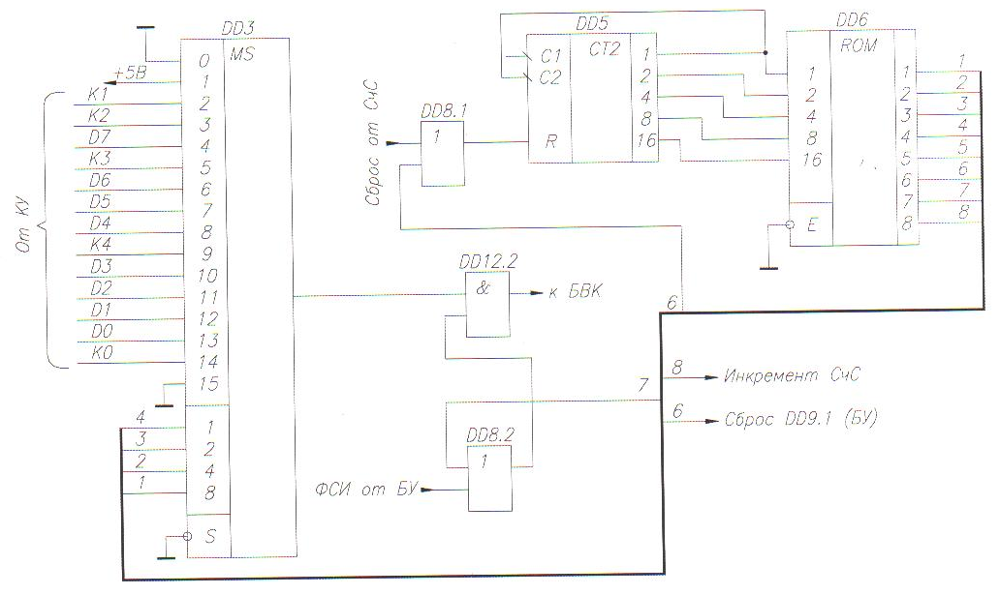 DD3
MS
0
1
2
3
4
5
6
7
8
9
10
11
12
13
14
15
1
2
4
8
S
+5В
K1
K2
D7
K3
D6
D5
D4
K4
D3
D2
D1
D0
K0
От КУ
4
3
2
1
Сброс от СчС
DD8.1
1
DD5
C1
C2
R
CT2
1
2
4
8
16
DD6
ROM
1
2
4
8
16
E
1
2
3
4
5
6
7
8
1
2
3
4
5
6
7
8
DD12.2
&
к БВК
DD8.2
1
ФСИ от БУ
6
7
8
Инкремент СчС
6
Сброс DD9.1 (БУ)